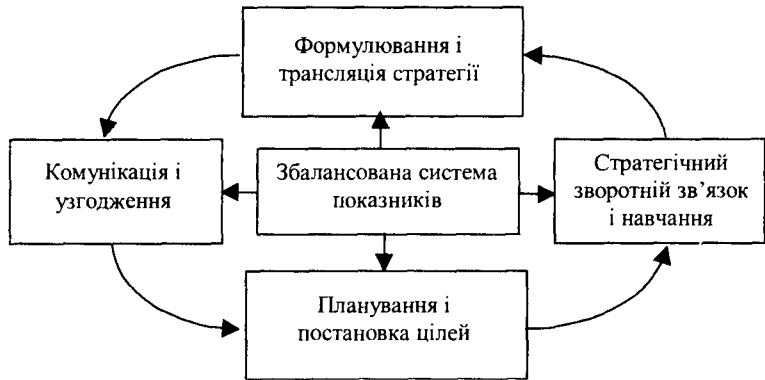 Формулювання і
трансляція стратегії
Комунікація і
узгодження
Збалансована система
показників
Стратегічний
зворотній зв’язок
і навчання
Планування і
постановка цілей